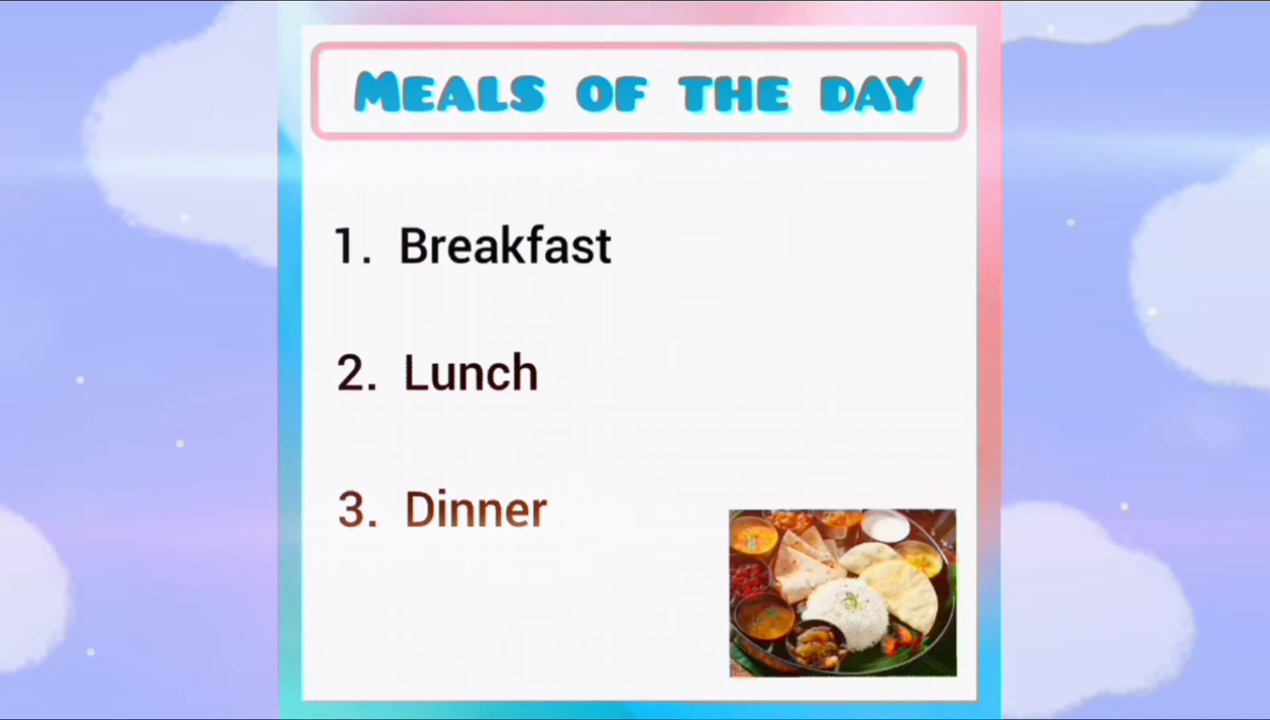 MEALS OF THE DAY
1. Breakfast
2. Lunch
3. Dinner